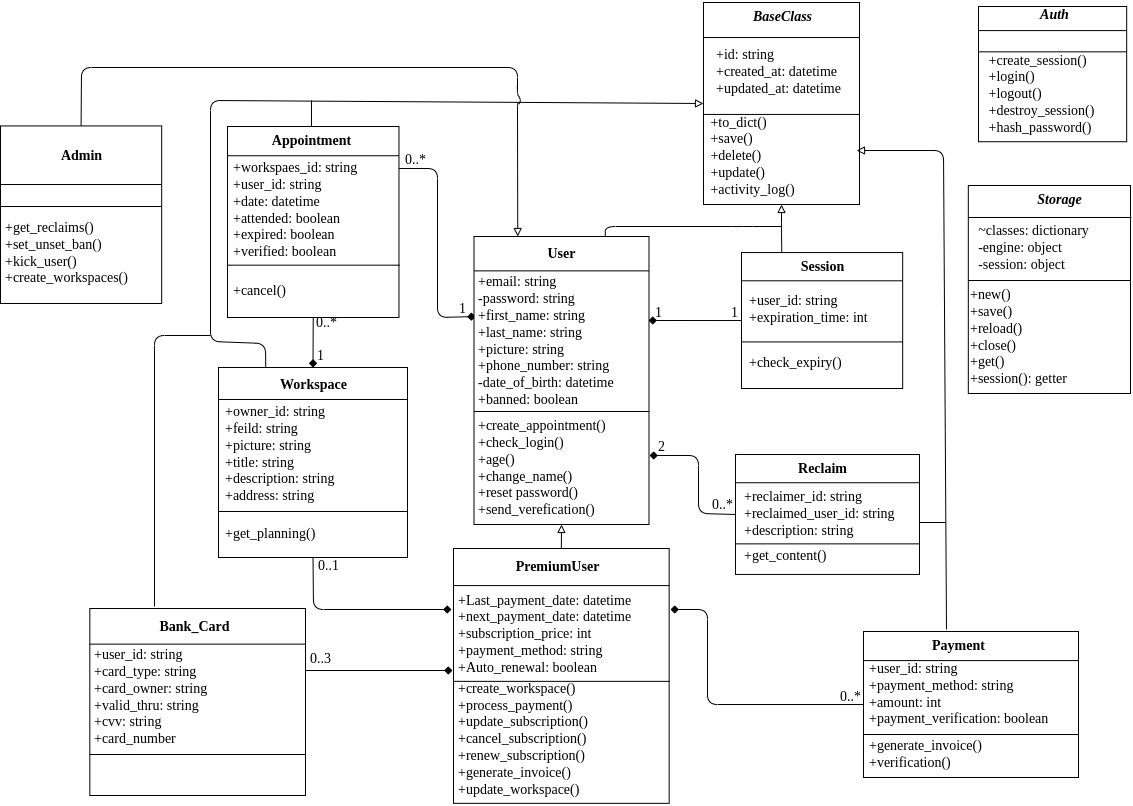 BaseClass
+id: string
+created_at: datetime
+updated_at: datetime
+to_dict()
+save()
+delete()
+update()
+activity_log()
Auth
+create_session()
+login()
+logout()
+destroy_session()
+hash_password()
Admin
+get_reclaims()
+set_unset_ban()
+kick_user()
+create_workspaces()
Appointment
+workspaes_id: string
+user_id: string
+date: datetime
+attended: boolean
+expired: boolean
+verified: boolean
+cancel()
0..*
1
0..*
1
User
+email: string
-password: string
+first_name: string
+last_name: string
+picture: string
+phone_number: string
-date_of_birth: datetime
+banned: boolean
+create_appointment()
+check_login()
+age()
+change_name()
+reset password()
+send_verefication()
1
1
Session
+user_id: string
+expiration_time: int
+check_expiry()
Storage
~classes: dictionary
-engine: object
-session: object
+new()
+save()
+reload()
+close()
+get()
+session(): getter
Workspace
+owner_id: string
+feild: string
+picture: string
+title: string
+description: string
+address: string
+get_planning()
0..1
2
0..*
Reclaim
+reclaimer_id: string
+reclaimed_user_id: string
+description: string
+get_content()
PremiumUser
+Last_payment_date: datetime
+next_payment_date: datetime
+subscription_price: int
+payment_method: string
+Auto_renewal: boolean
+create_workspace()
+process_payment()
+update_subscription()
+cancel_subscription()
+renew_subscription()
+generate_invoice()
+update_workspace()
Bank_Card
+user_id: string
+card_type: string
+card_owner: string
+valid_thru: string
+cvv: string
+card_number
0..3
0..*
Payment
+user_id: string
+payment_method: string
+amount: int
+payment_verification: boolean
+generate_invoice()
+verification()